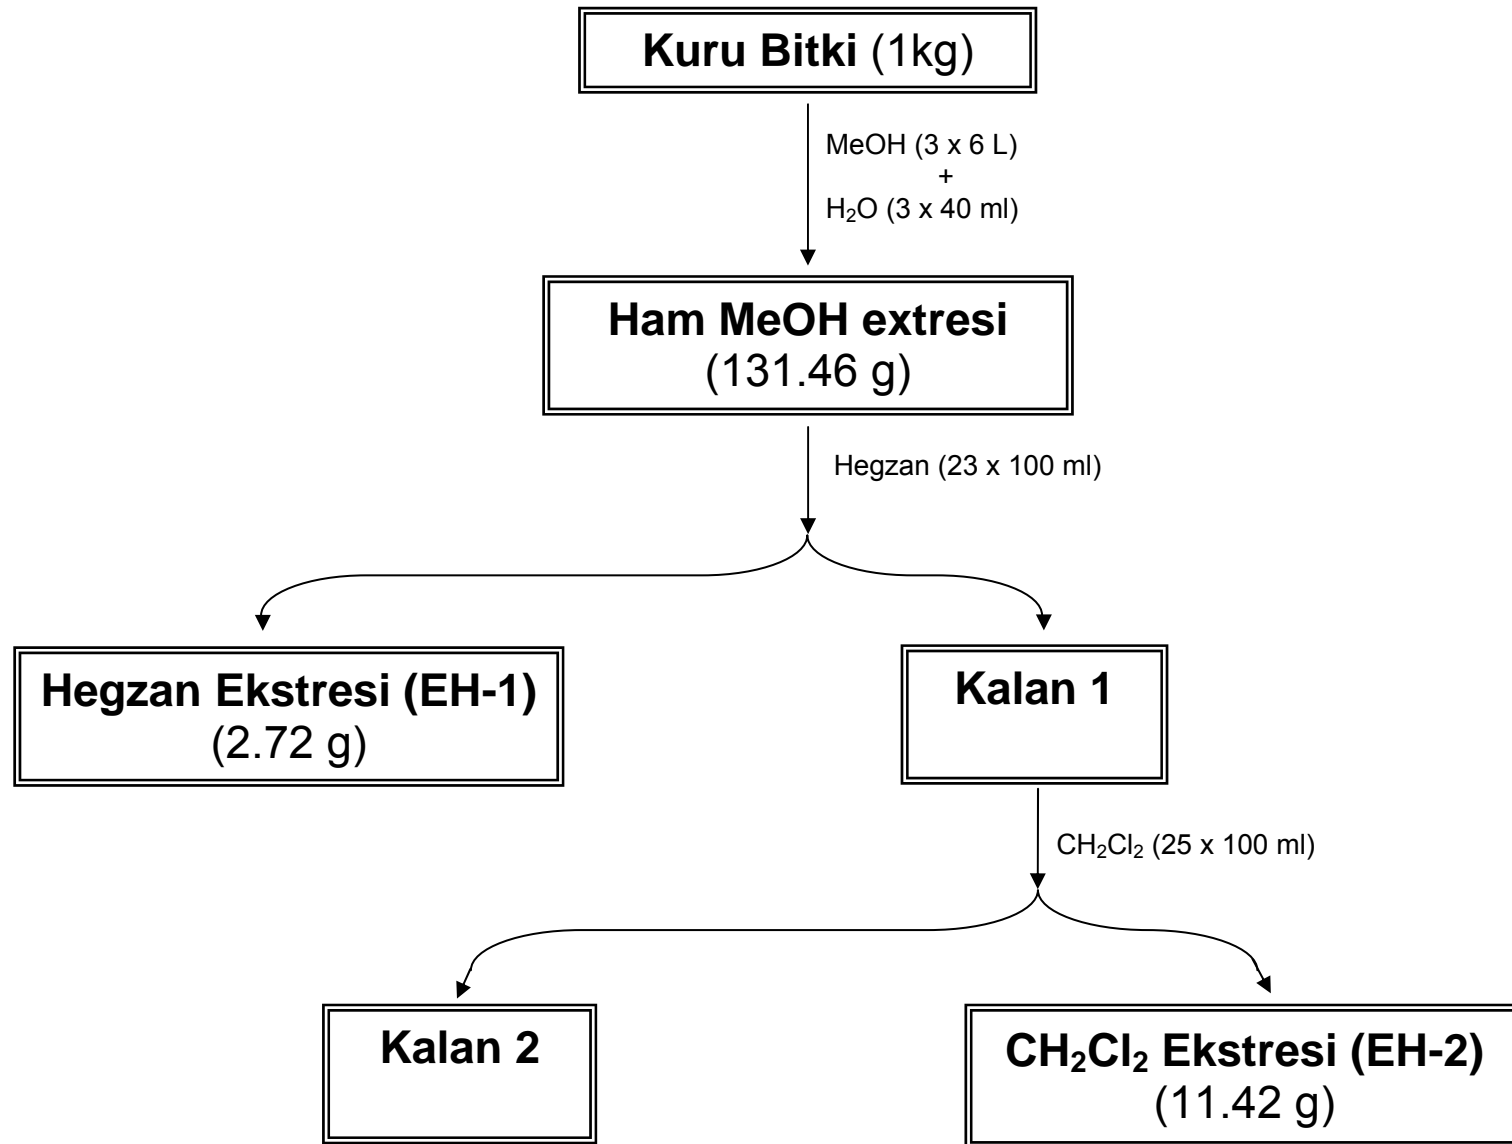 Kuru Bitki (1kg)
MeOH (3 x 6 L)
+
H₂O (3 x 40 ml)
Ham MeOH extresi
(131.46 g)
Hegzan (23 x 100 ml)
Hegzan Ekstresi (EH-1)
(2.72 g)
Kalan 1
CH₂Cl₂ (25 x 100 ml)
Kalan 2
CH₂Cl₂ Ekstresi (EH-2)
(11.42 g)